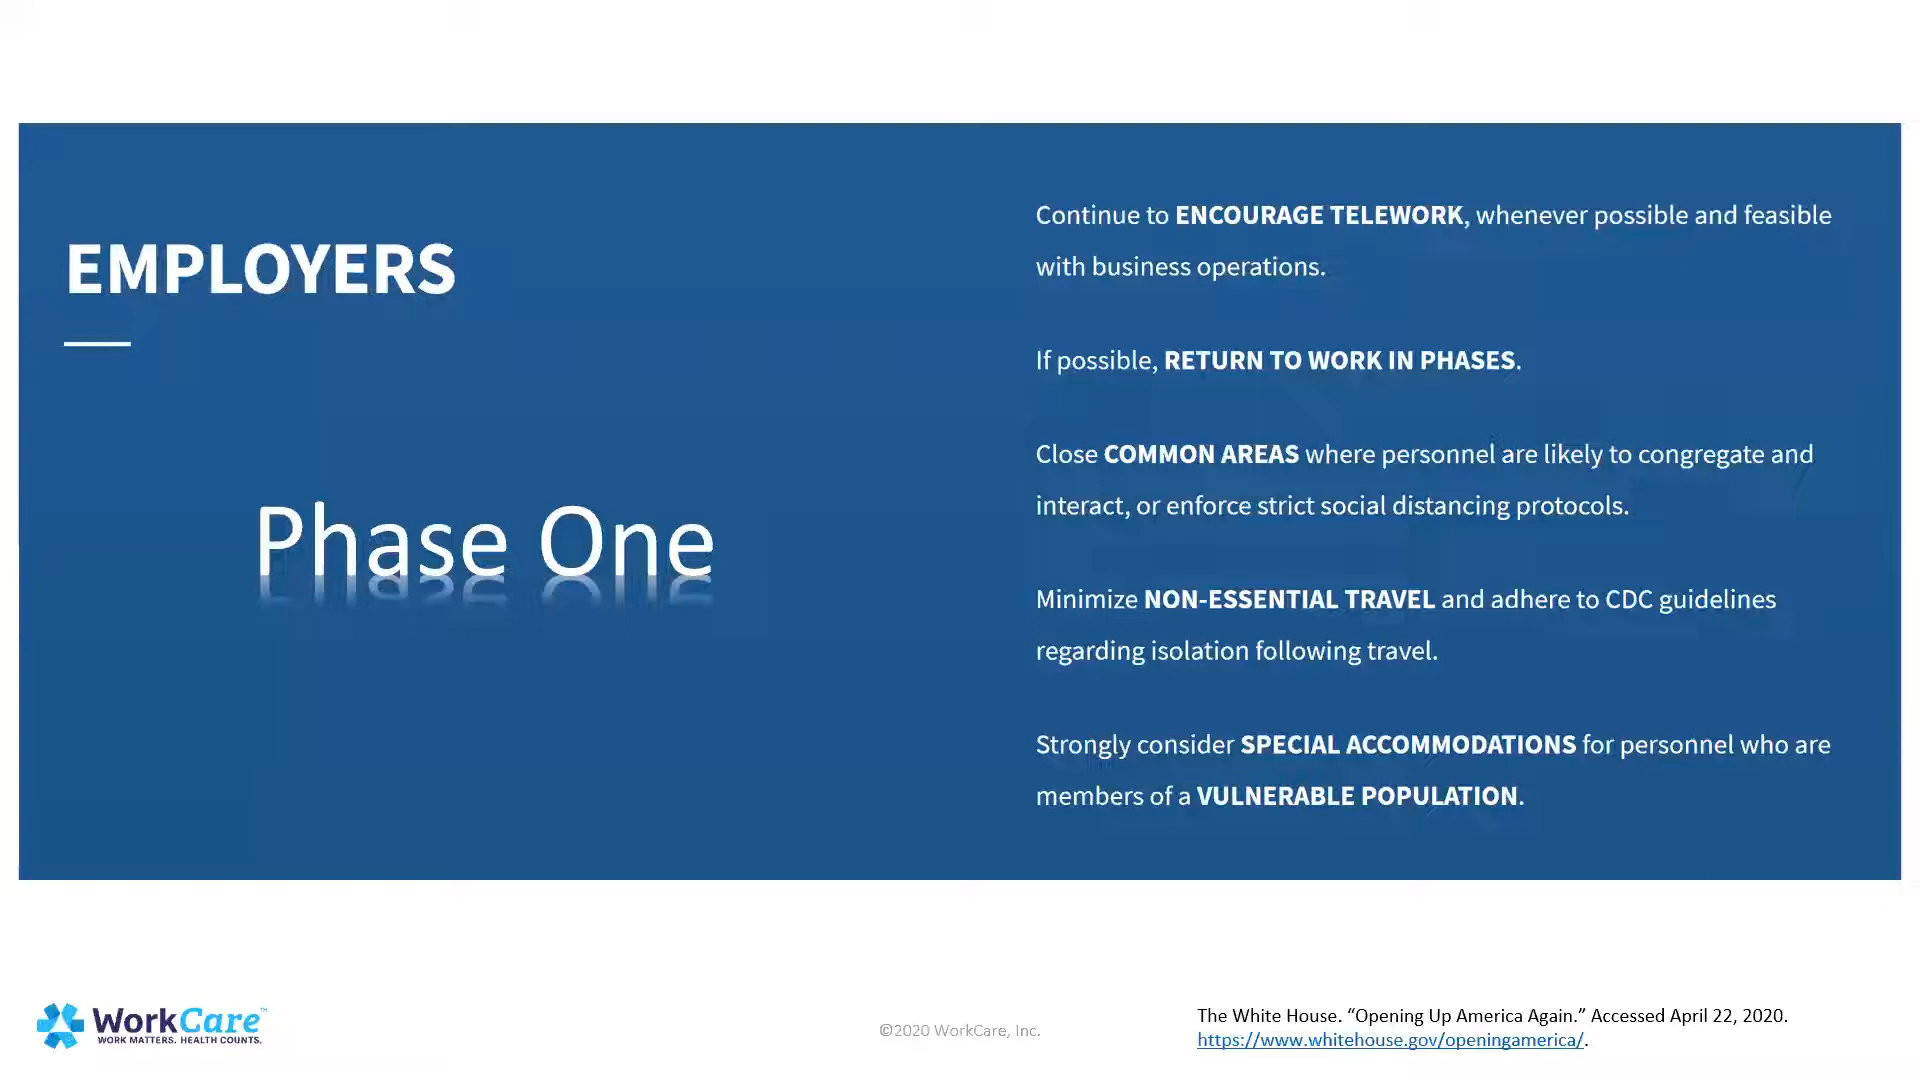 EMPLOYERS
Phase One
Continue to ENCOURAGE TELEWORK, whenever possible and feasible
with business operations.
If possible, RETURN TO WORK IN PHASES.
Close COMMON AREAS where personnel are likely to congregate and
interact, or enforce strict social distancing protocols.
Minimize NON-ESSENTIAL TRAVEL and adhere to CDC guidelines
regarding isolation following travel.
Strongly consider SPECIAL ACCOMMODATIONS for personnel who are
members of a VULNERABLE POPULATION.
WorkCare™
WORK MATTERS. HEALTH COUNTS.
©2020 WorkCare, Inc.
The White House. “Opening Up America Again.” Accessed April 22, 2020.
https://www.whitehouse.gov/openingamerica/.